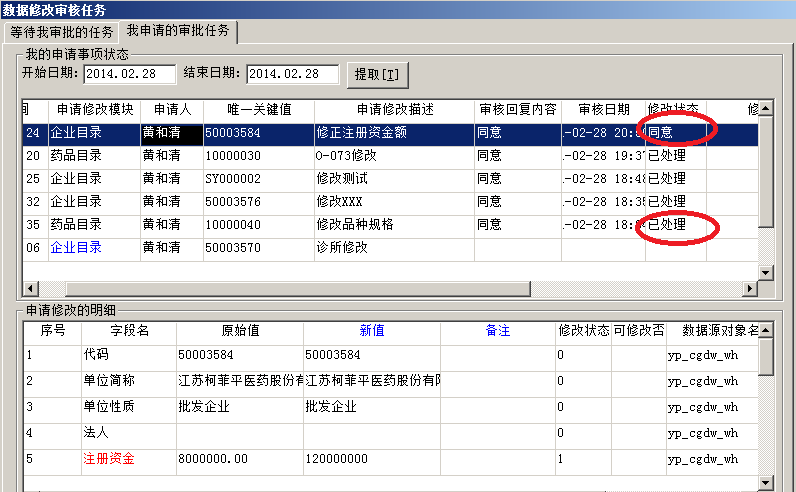 数据修改审核任务
等待我审批的任务 我申请的审批任务
我的申请事项状态
开始日期: 2014.02.28 结束日期: 2014.02.28 提取[T]
申请修改模块 申请人 唯一关键值 申请修改描述 审核回复内容 审核日期 修改状态 修
24 企业目录 黄和清 50003584 修正注册资金额 同意 -02-28 20: 同意
20 药品目录 黄和清 10000030 O-073修改 同意 -02-28 19:37 已处理
25 企业目录 黄和清 SY000002 修改测试 同意 -02-28 18:48 已处理
32 企业目录 黄和清 50003576 修改XXX 同意 -02-28 18:35 已处理
35 药品目录 黄和清 10000040 修改品种规格 同意 -02-28 18: 已处理
06 企业目录 黄和清 50003570 诊所修改
申请修改的明细
序号 字段名 原始值 新值 备注 修改状态 可修改否 数据源对象名
1 代码 50003584 50003584 0 yp_cgdw_wh
2 单位简称 江苏柯菲平医药股份有 江苏柯菲平医药股份有限 0 yp_cgdw_wh
3 单位性质 批发企业 批发企业 0 yp_cgdw_wh
4 法人 0 yp_cgdw_wh
5 注册资金 8000000.00 120000000 1 yp_cgdw_wh